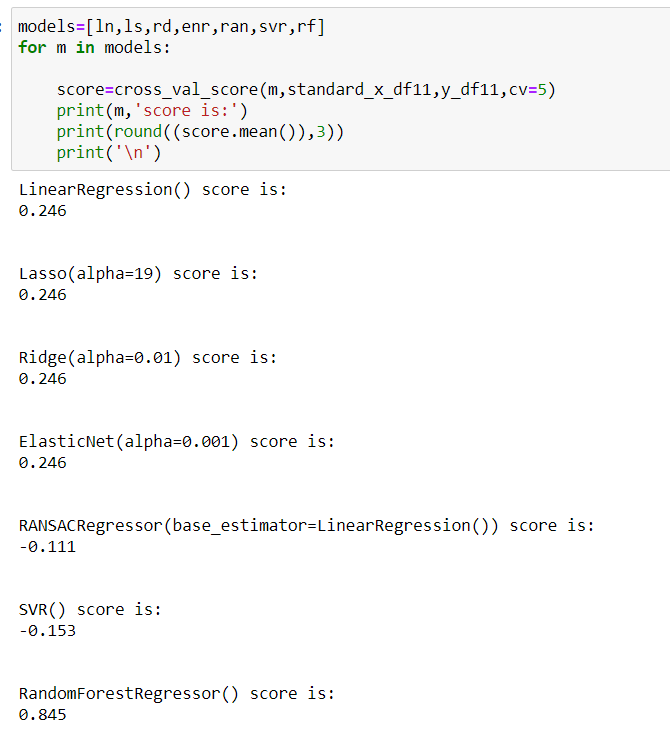 models=[ln,ls,rd,enr,ran,svr,rf]
for m in models:
score=cross_val_score(m,standard_x_df11,y_df11,cv=5)
print(m,'score is:')
print(round((score.mean()),3))
print('\n')
LinearRegression() score is:
0.246
Lasso(alpha=19) score is:
0.246
Ridge(alpha=0.01) score is:
0.246
ElasticNet(alpha=0.001) score is:
0.246
RANSACRegressor(base_estimator=LinearRegression()) score is:
-0.111
SVR() score is:
-0.153
RandomForestRegressor() score is:
0.845